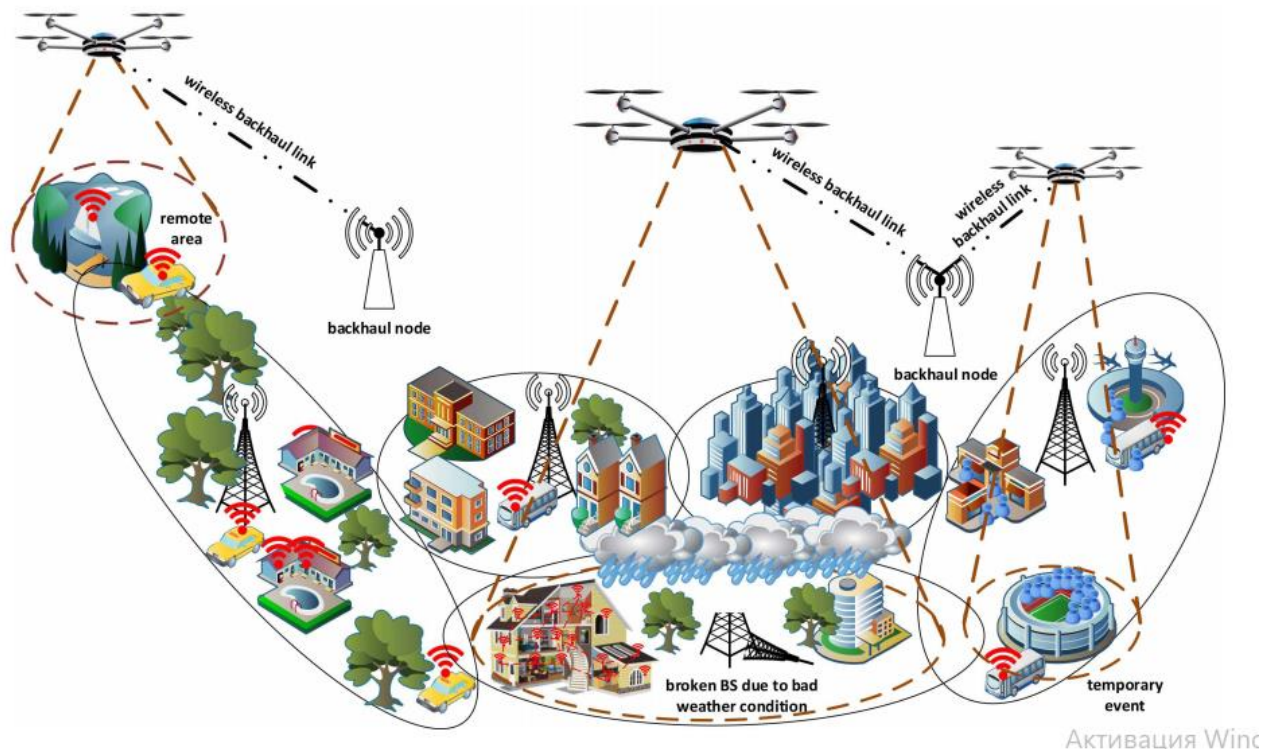 wireless backhaul link
wireless backhaul link
wireless
backhaul link
remote
area
backhaul node
backhaul node
broken BS due to bad
weather condition
temporary
event
Активация Winc